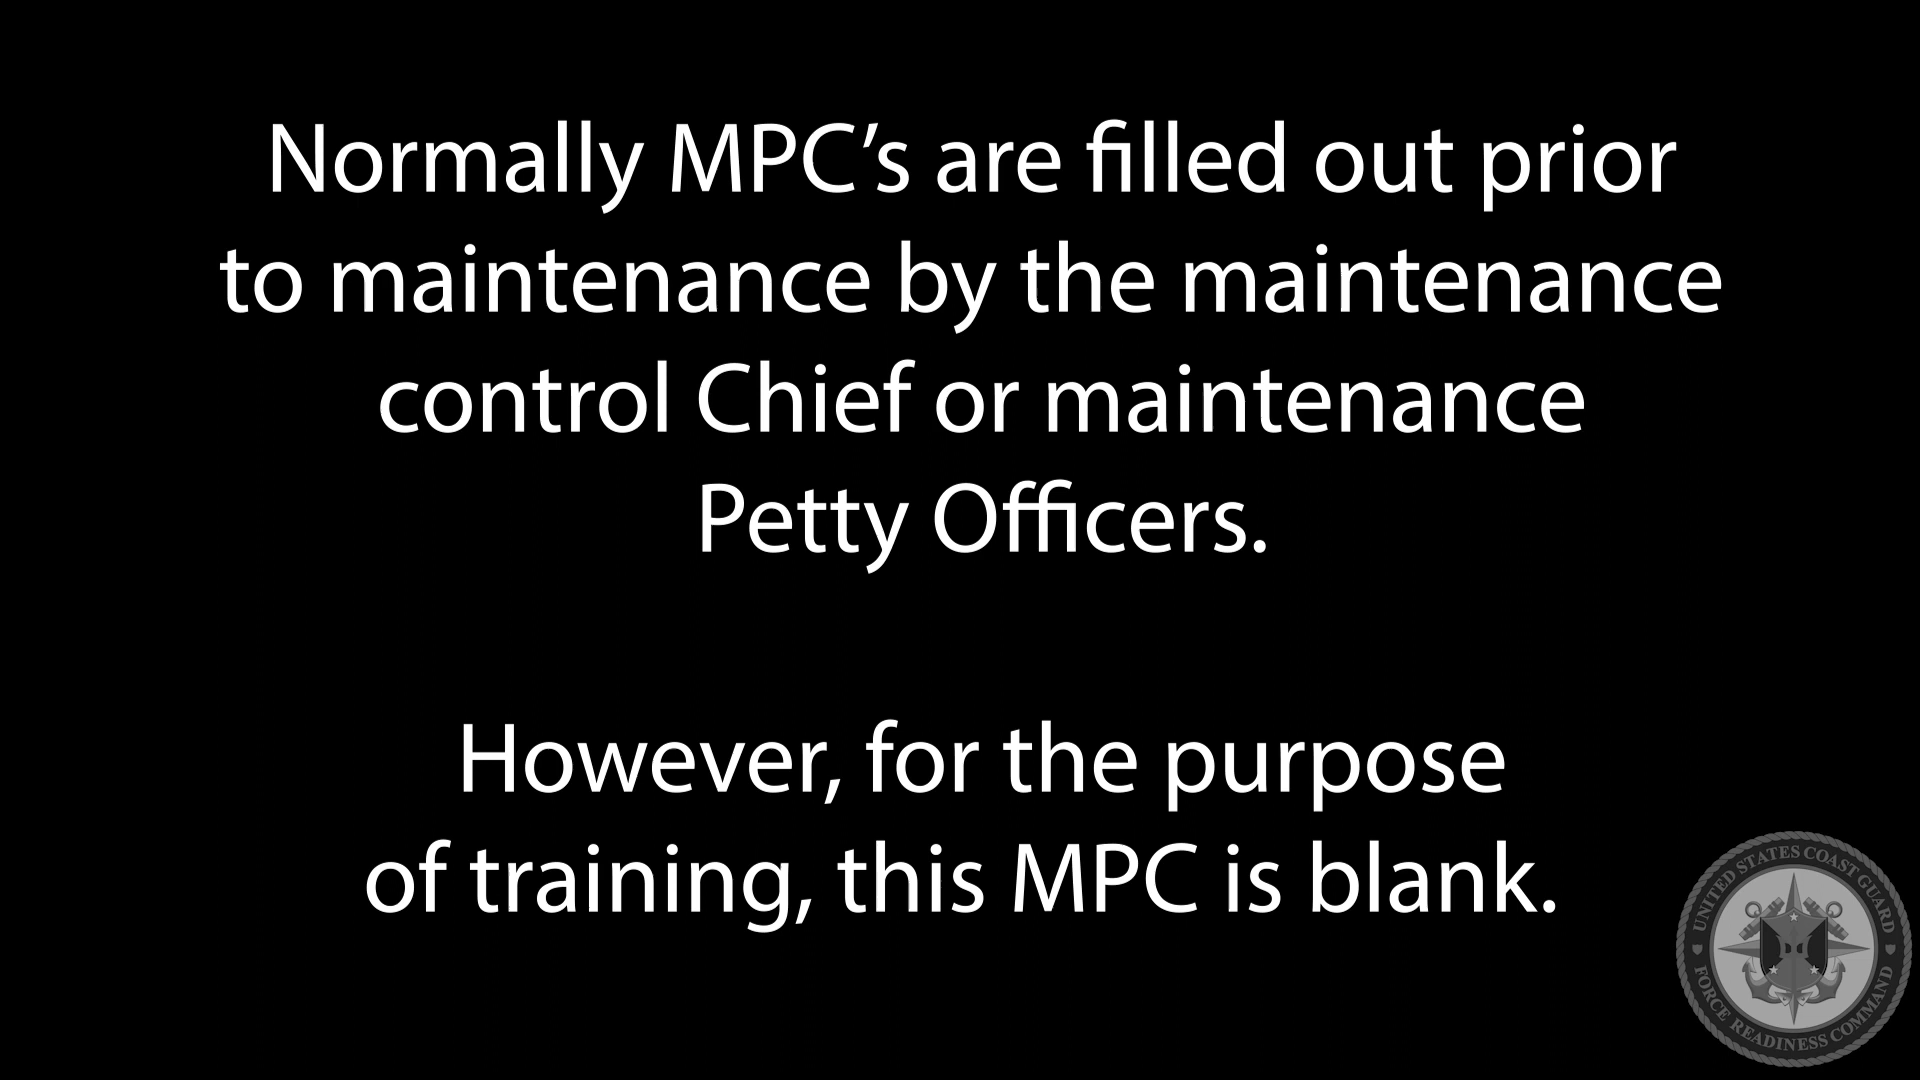 Normally MPC’s are filled out prior
to maintenance by the maintenance
control Chief or maintenance
Petty Officers.
However, for the purpose
of training, this MPC is blank.
UNITED STATES COAST GUARD
FORCE READINESS COMMAND